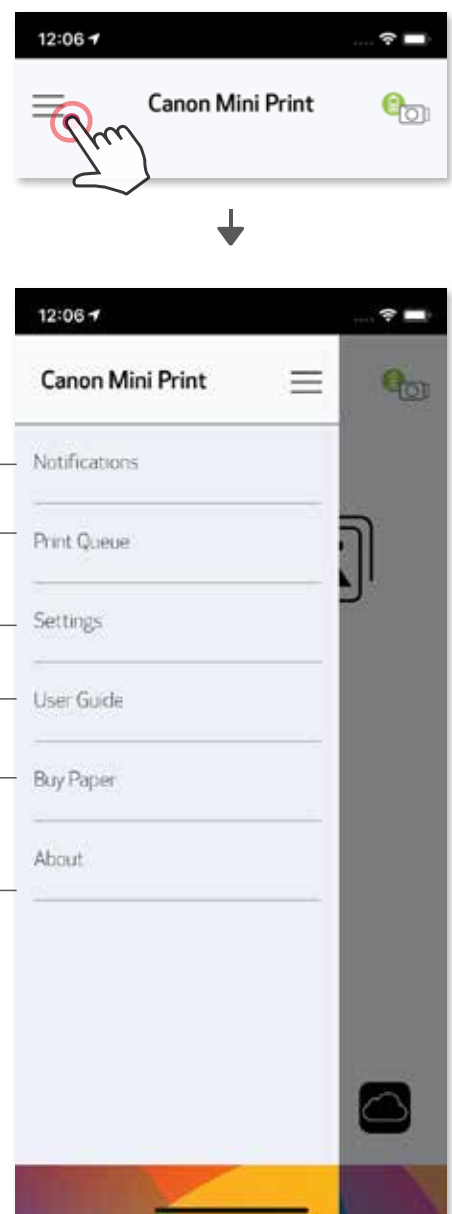 12:06
Canon Mini Print
12:06
Canon Mini Print
Notifications
Print Queue
Settings
User Guide
Buy Paper
About